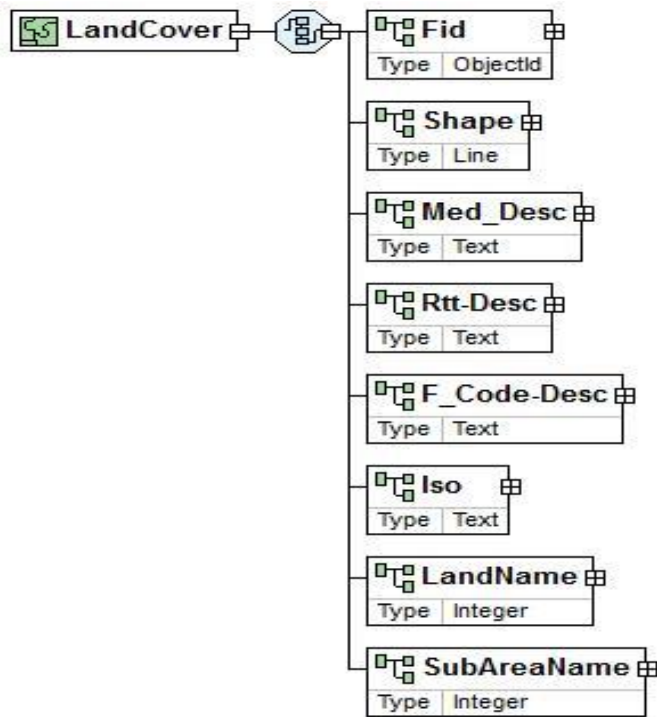 LandCover
Fid
Type ObjectId
Shape
Type Line
Med_Desc
Type Text
Rtt-Desc
Type Text
F_Code-Desc
Type Text
Iso
Type Text
LandName
Type Integer
SubAreaName
Type Integer